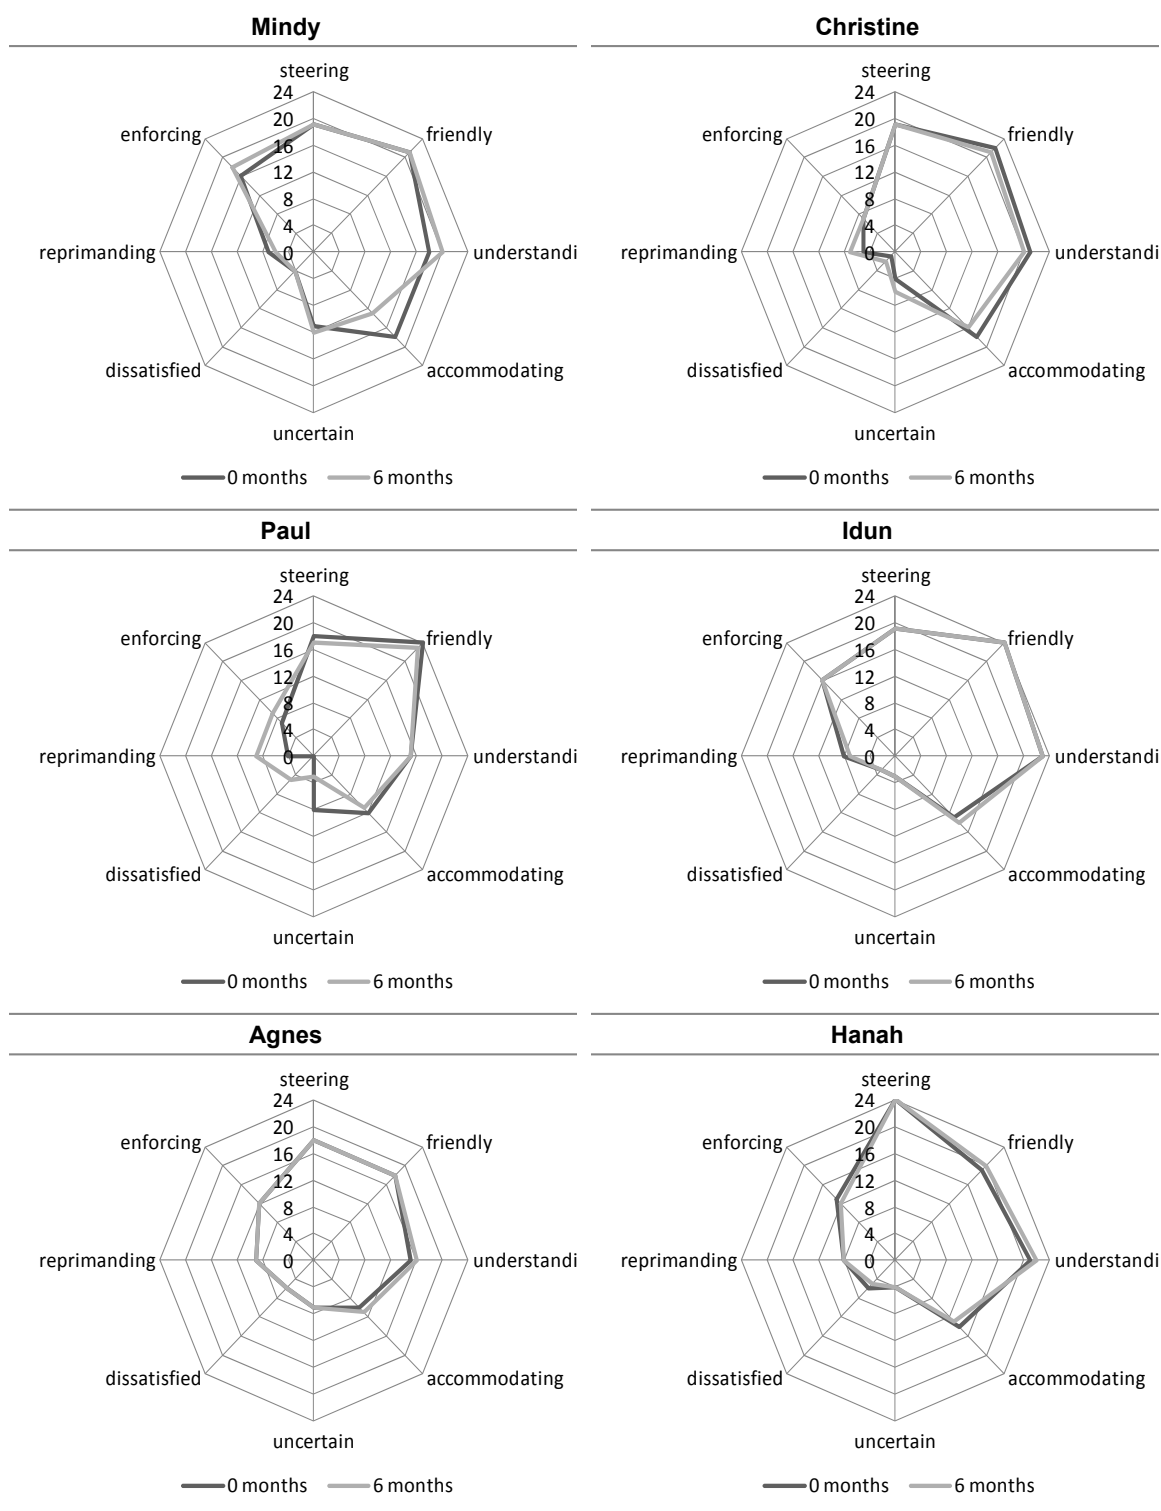 Mindy
steering
24
enforcing
20
friendly
16
12
8
4
reprimanding
0
understandi
dissatisfied
accommodating
uncertain
0 months
6 months
Christine
steering
24
enforcing
20
friendly
16
12
8
4
reprimanding
0
understandi
dissatisfied
accommodating
uncertain
0 months
6 months
Paul
steering
24
enforcing
20
friendly
16
12
8
4
reprimanding
0
understandi
dissatisfied
accommodating
uncertain
0 months
6 months
Idun
steering
24
enforcing
20
friendly
16
12
8
4
reprimanding
0
understandi
dissatisfied
accommodating
uncertain
0 months
6 months
Agnes
steering
24
enforcing
20
friendly
16
12
8
4
reprimanding
0
understandi
dissatisfied
accommodating
uncertain
0 months
6 months
Hanah
steering
24
enforcing
20
friendly
16
12
8
4
reprimanding
0
understandi
dissatisfied
accommodating
uncertain
0 months
6 months